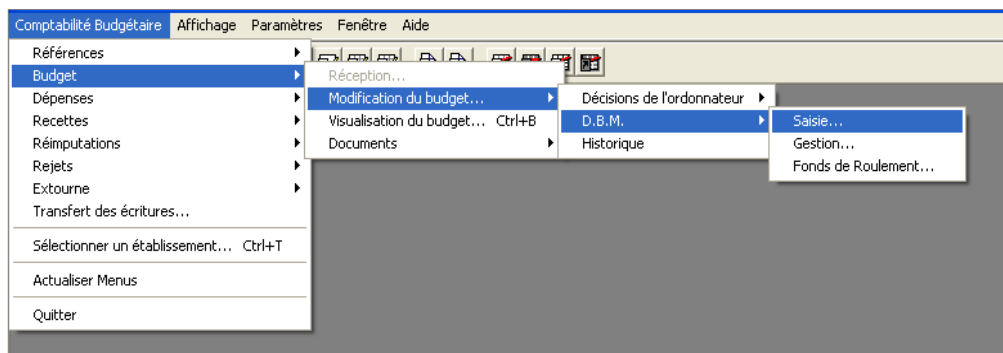 Comptabilité Budgétaire Affichage Paramètres Fenêtre Aide
Références
Budget
Dépenses
Recettes
Réimputations
Rejets
Extourne
Transfert des écritures...
Sélectionner un établissement... Ctrl+T
Actualiser Menus
Quitter
Réception...
Modification du budget...
Visualisation du budget... Ctrl+B
Documents
Décisions de l'ordonnateur
D.B.M.
Historique
Saisie...
Gestion...
Fonds de Roulement...